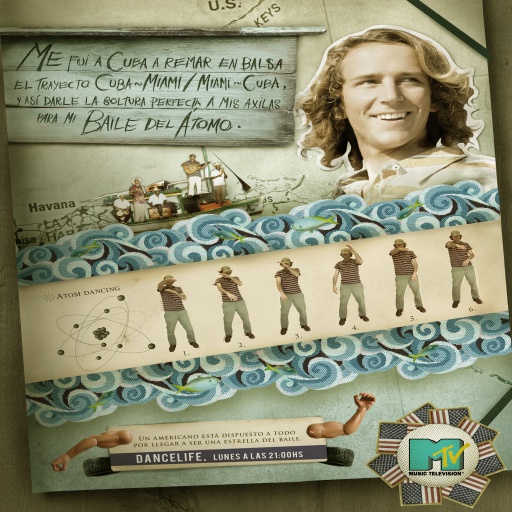 U.S.
KEYS
ME FUI A CUBA A REMAR EN BALSA
EL TRAYECTO CUBA~MIAMI / MIAMI~CUBA,
Y ASÍ DARLE LA SOLTURA PERFECTA A MIS AXILAS
PARA MI BAILE DEL ÁTOMO.
Havana
ATOM DANCING
1. 2. 3. 4. 5. 6.
UN AMERICANO ESTÁ DISPUESTO A TODO
POR LLEGAR A SER UNA ESTRELLA DEL BAILE
DANCELIFE. LUNES A LAS 21:00HS
MTV
MUSIC TELEVISION